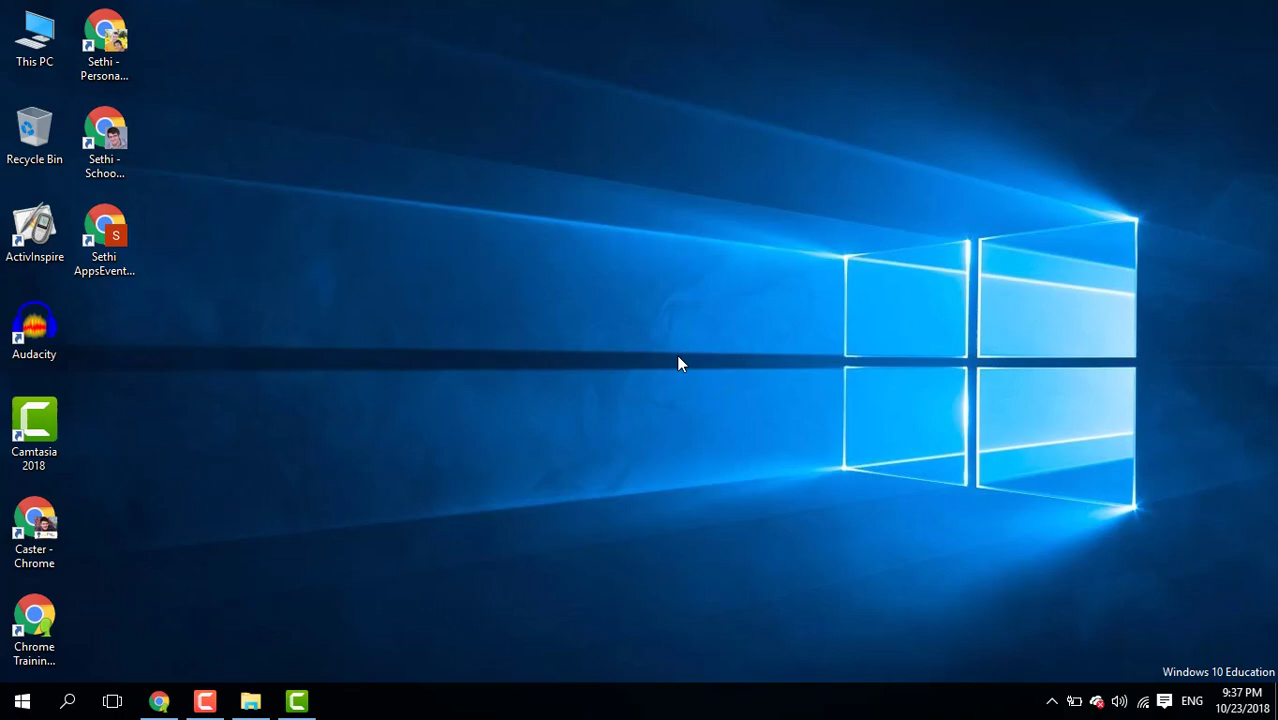 This PC
Sethi -
Persona...
Recycle Bin
Sethi -
Schoo...
ActivInspire
Sethi
AppsEvent...
S
Audacity
Camtasia
2018
Caster -
Chrome
Chrome
Trainin...
Windows 10 Education
ENG
9:37 PM
10/23/2018